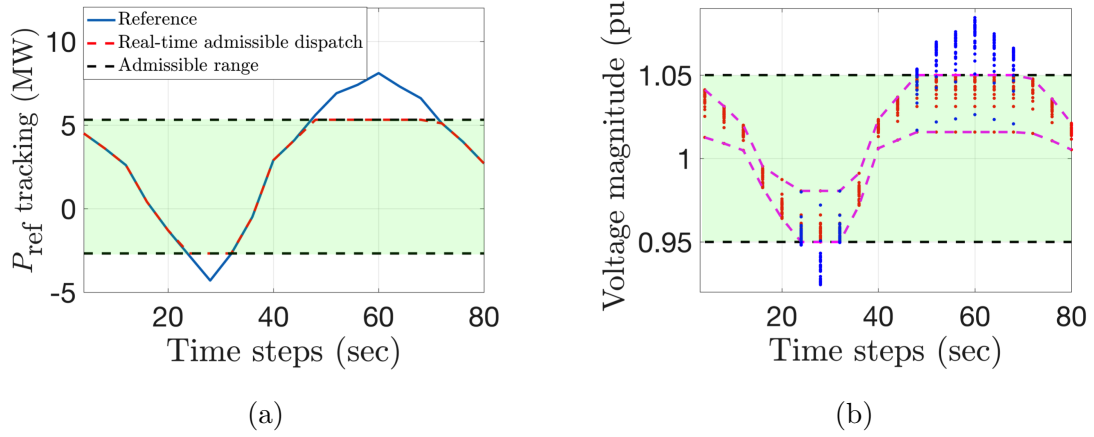 P_ref tracking (MW)
10
5
0
-5
Reference
Real-time admissible dispatch
Admissible range
20
40
60
80
Time steps (sec)
(a)
Voltage magnitude (pu
1.05
1
0.95
20
40
60
80
Time steps (sec)
(b)